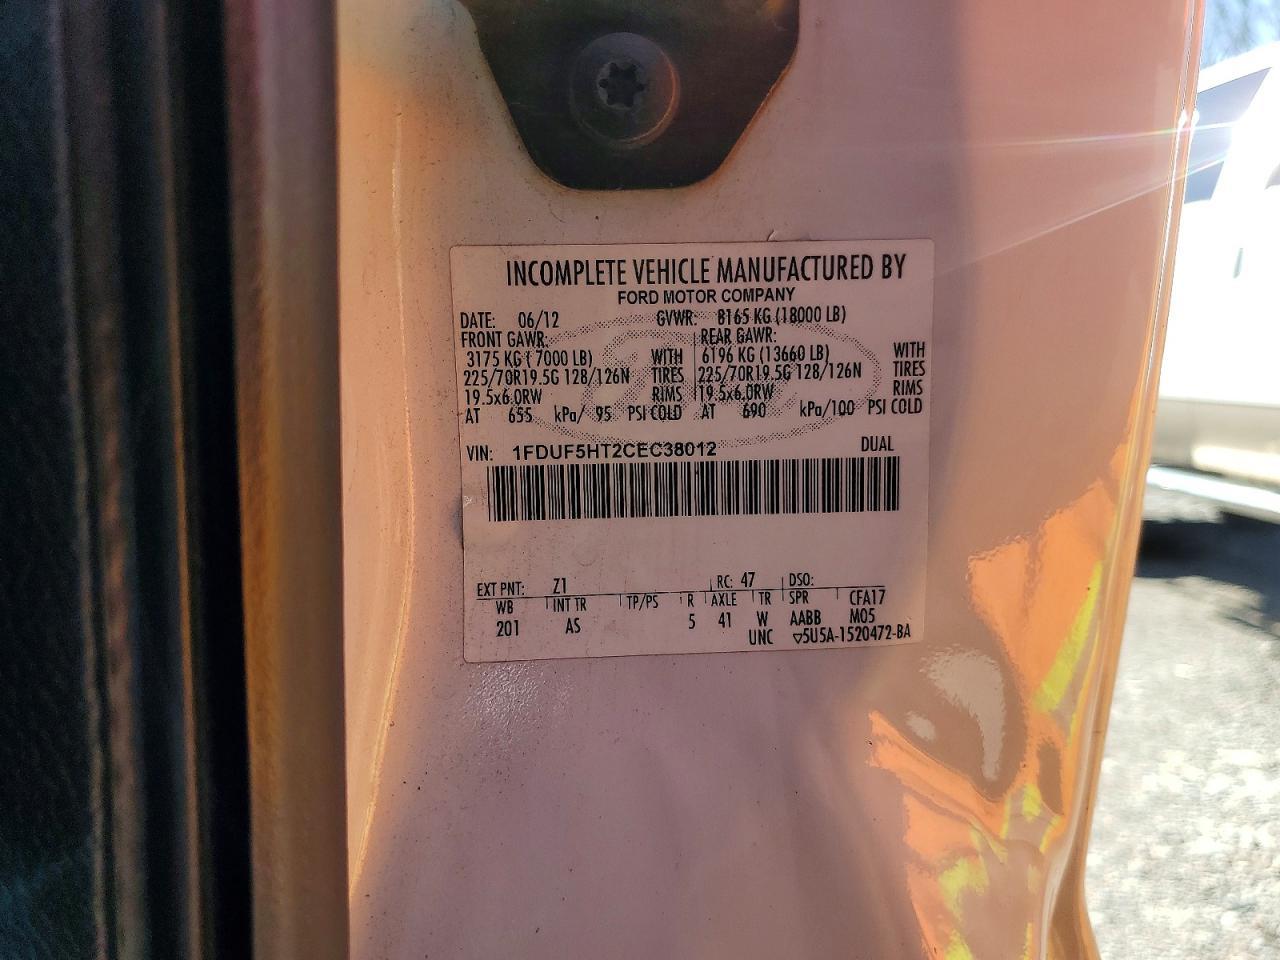 INCOMPLETE VEHICLE MANUFACTURED BY
FORD MOTOR COMPANY
DATE: 06/12 GVWR: 8165 KG (18000 LB)
FRONT GAWR: REAR GAWR:
3175 KG ( 7000 LB) WITH 6196 KG (13660 LB) WITH
225/70R19.5G 128/126N TIRES 225/70R19.5G 128/126N TIRES
19.5x6.0RW RIMS 19.5x6.0RW RIMS
AT 655 kPa/ 95 PSI COLD AT 690 kPa/100 PSI COLD
VIN: 1FDUF5HT2CEC38012 DUAL
EXT PNT: Z1 RC: 47 DSO:
WB INT TR TP/PS R AXLE TR SPR CFA17
201 AS 5 41 W AABB M05
UNC ▽5U5A-1520472-BA